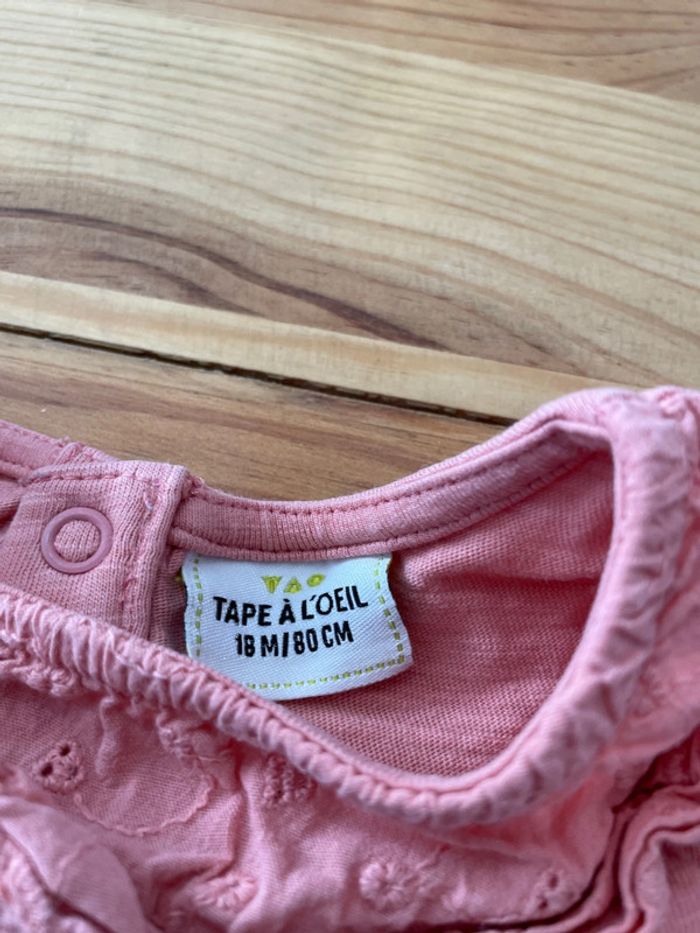 TAO
TAPE À L'OEIL
18 M/80 CM